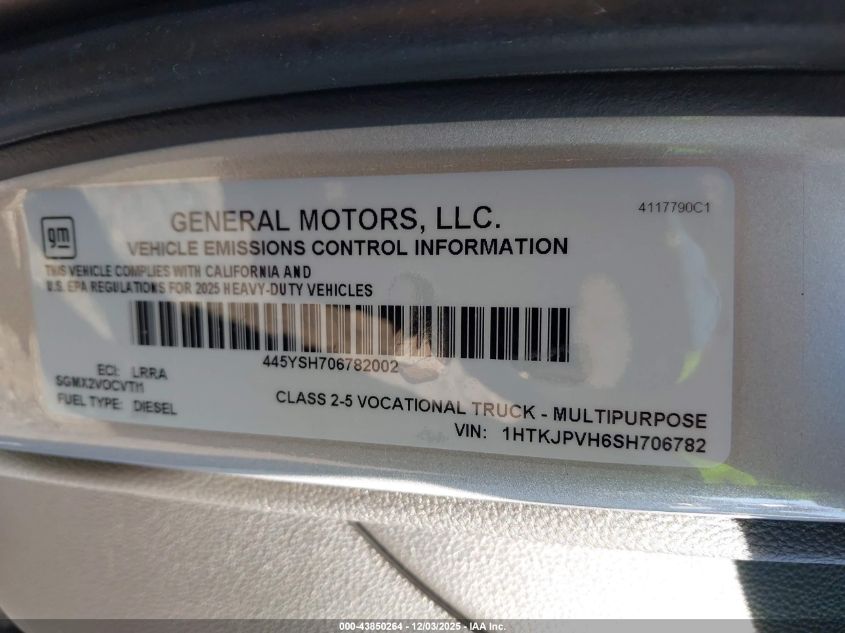 gm
GENERAL MOTORS, LLC.
4117790C1
VEHICLE EMISSIONS CONTROL INFORMATION
THIS VEHICLE COMPLIES WITH CALIFORNIA AND
U.S. EPA REGULATIONS FOR 2025 HEAVY-DUTY VEHICLES
445YSH706782002
ECI: LRRA
SGMX2VOCVTM
FUEL TYPE: DIESEL
CLASS 2-5 VOCATIONAL TRUCK - MULTIPURPOSE
VIN: 1HTKJPVH6SH706782
000-43850264 - 12/03/2025 - IAA Inc.